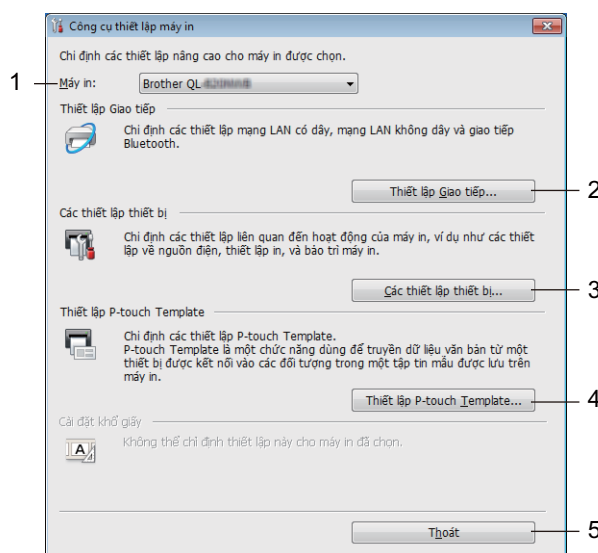 Công cụ thiết lập máy in
Chỉ định các thiết lập nâng cao cho máy in được chọn.
1
Máy in:
Brother QL
Thiết lập Giao tiếp
Chỉ định các thiết lập mạng LAN có dây, mạng LAN không dây và giao tiếp
Bluetooth.
Thiết lập Giao tiếp...
2
Các thiết lập thiết bị
Chỉ định các thiết lập liên quan đến hoạt động của máy in, ví dụ như các thiết
lập về nguồn điện, thiết lập in, và bảo trì máy in.
Các thiết lập thiết bị...
3
Thiết lập P-touch Template
Chỉ định các thiết lập P-touch Template.
P-touch Template là một chức năng dùng để truyền dữ liệu văn bản từ một
thiết bị được kết nối vào các đối tượng trong một tập tin mẫu được lưu trên
máy in.
Thiết lập P-touch Template...
4
Cài đặt khổ giấy
A
Không thể chỉ định thiết lập này cho máy in đã chọn.
Thoát
5